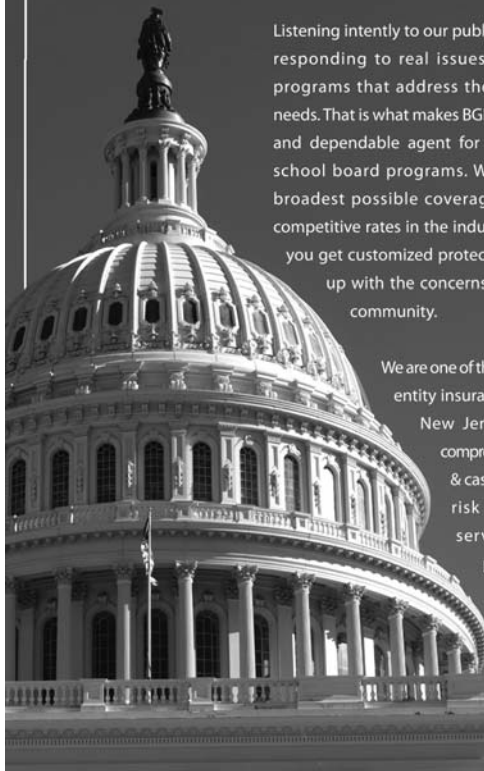 Listening intently to our publ
responding to real issues
programs that address the
needs. That is what makes BG
and dependable agent for
school board programs. W
broadest possible coverag
competitive rates in the indu
you get customized protec
up with the concerns
community.
We are one of th
entity insura
New Jer
compre
& cas
risk
serv